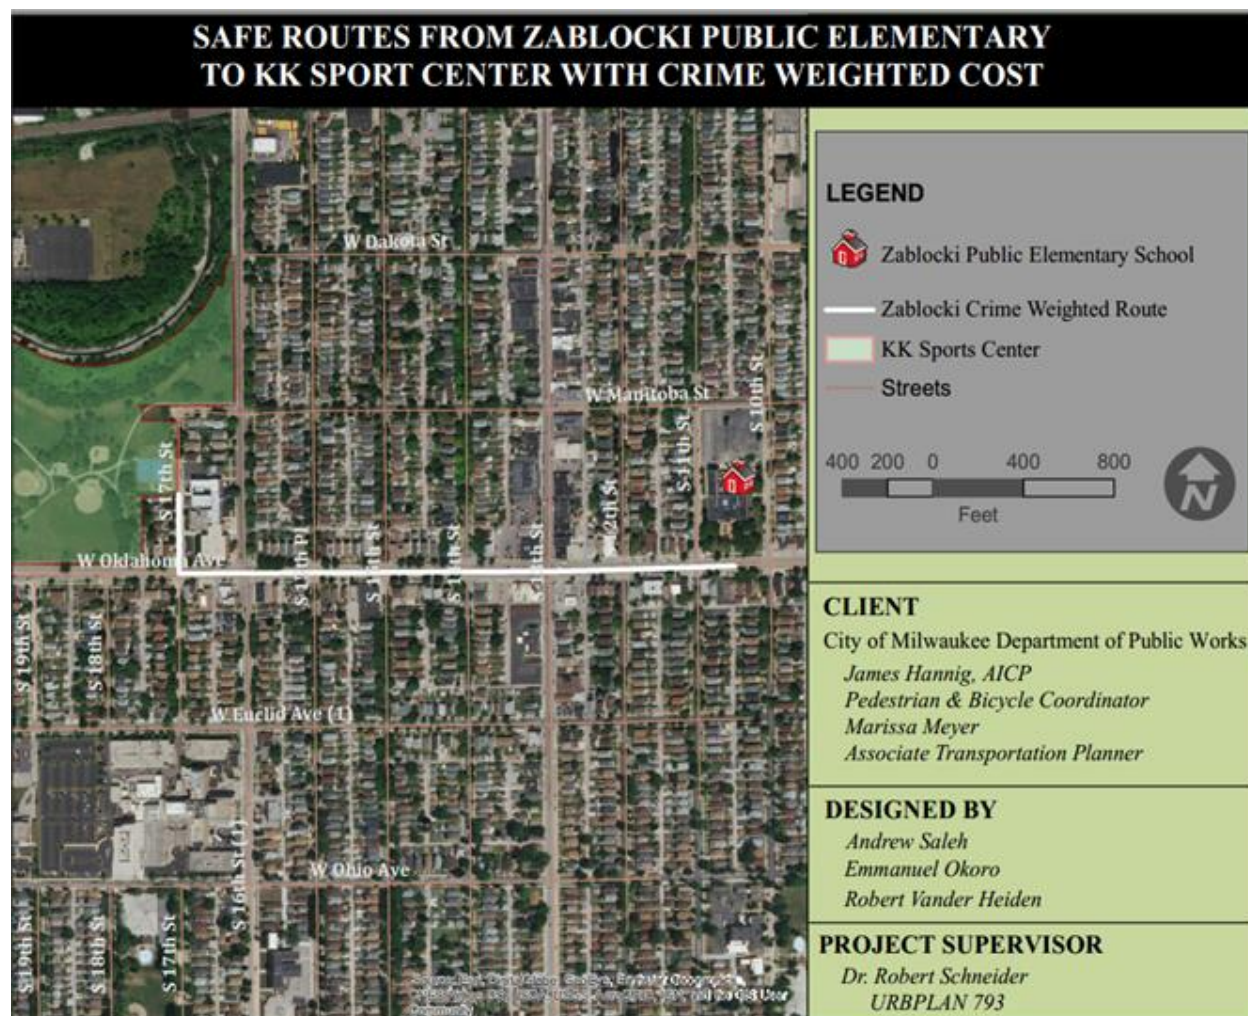 SAFE ROUTES FROM ZABLOCKI PUBLIC ELEMENTARY
TO KK SPORT CENTER WITH CRIME WEIGHTED COST
W Dakota St
W Manitoba St
S 10th St
S 11th St
S 17th St
W Oklahoma Ave
S 17th Pl
S 19th St
S 18th St
W Euclid Ave (1)
S 16th St (1)
W Ohio Ave
S 19th St
S 18th St
S 17th St
LEGEND
Zablocki Public Elementary School
Zablocki Crime Weighted Route
KK Sports Center
Streets
400 200 0 400 800
Feet
N
CLIENT
City of Milwaukee Department of Public Works
James Hannig, AICP
Pedestrian & Bicycle Coordinator
Marissa Meyer
Associate Transportation Planner
DESIGNED BY
Andrew Saleh
Emmanuel Okoro
Robert Vander Heiden
PROJECT SUPERVISOR
Dr. Robert Schneider
URBPLAN 793